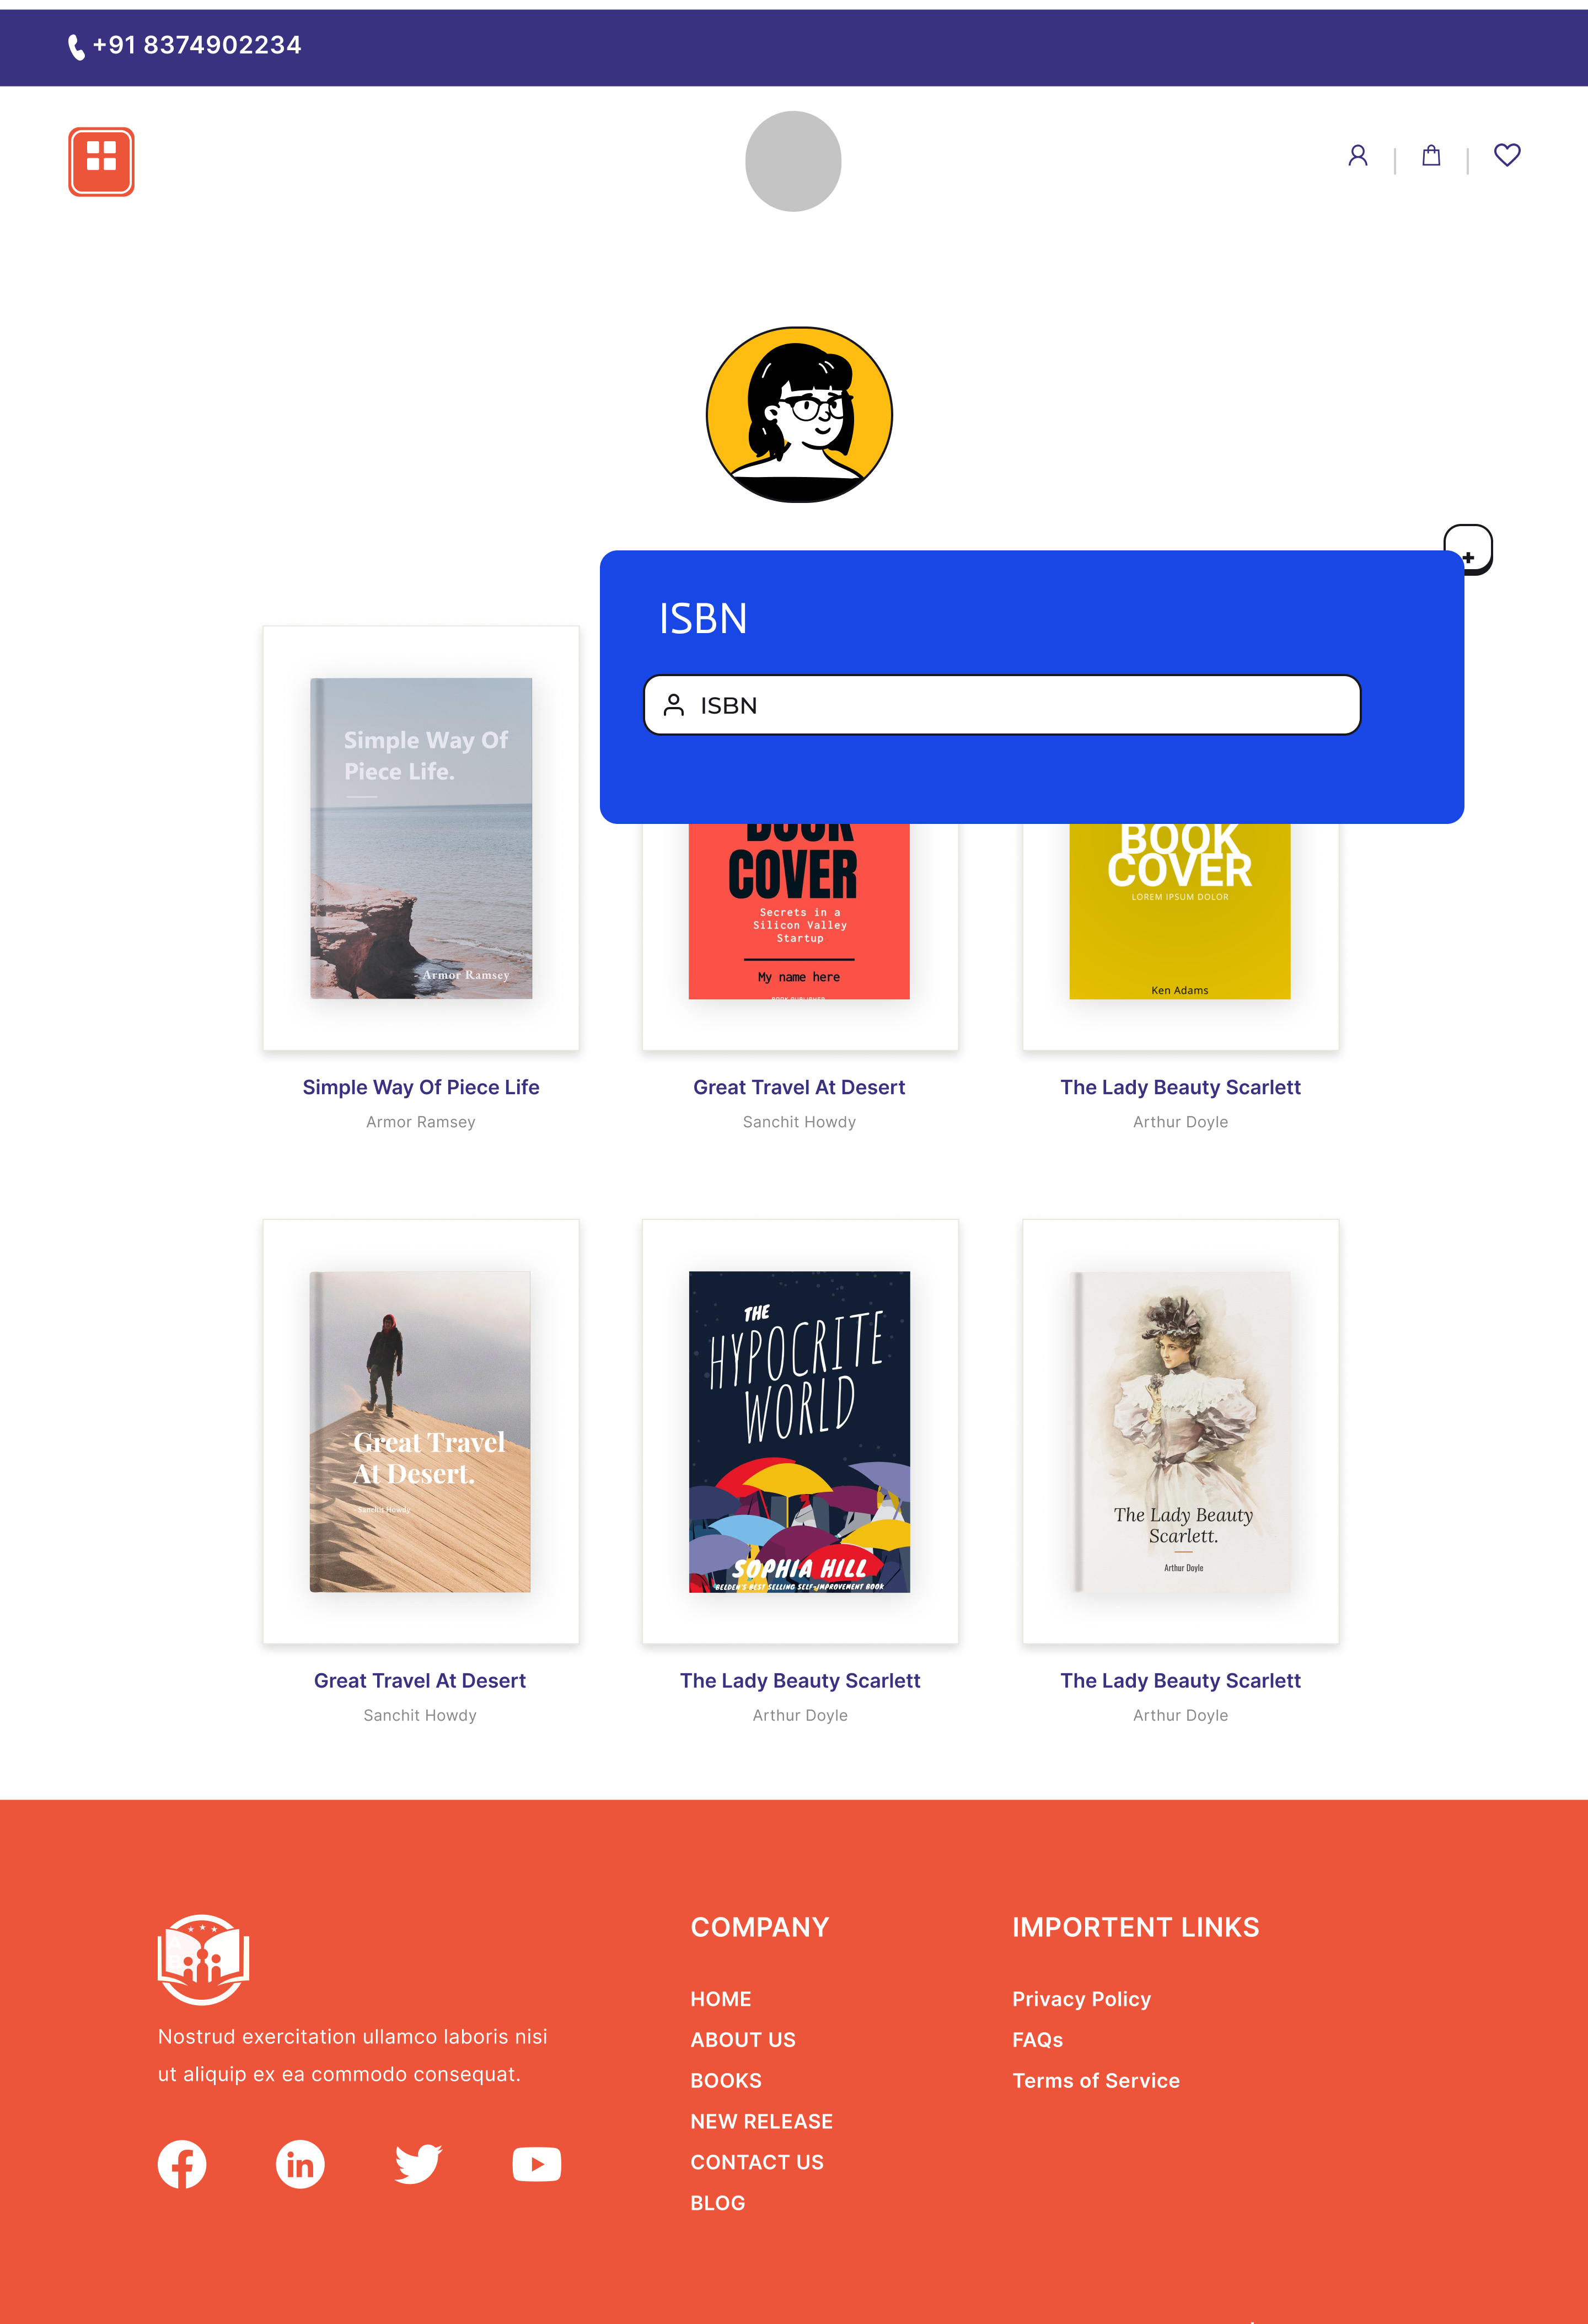 +91 8374902234
+
ISBN
ISBN
Simple Way Of
Piece Life.
- Armor Ramsey
BOOK
COVER
Secrets in a
Silicon Valley
Startup
My name here
BOOK
COVER
LOREM IPSUM DOLOR
Ken Adams
Simple Way Of Piece Life
Armor Ramsey
Great Travel At Desert
Sanchit Howdy
The Lady Beauty Scarlett
Arthur Doyle
Great Travel
At Desert.
- Sanchit Howdy
THE
HYPOCRITE
WORLD
SOPHIA HILL
BELDEN'S BEST SELLING SELF-IMPROVEMENT BOOK
The Lady Beauty
Scarlett.
Arthur Doyle
Great Travel At Desert
Sanchit Howdy
The Lady Beauty Scarlett
Arthur Doyle
The Lady Beauty Scarlett
Arthur Doyle
Nostrud exercitation ullamco laboris nisi
ut aliquip ex ea commodo consequat.
COMPANY
HOME
ABOUT US
BOOKS
NEW RELEASE
CONTACT US
BLOG
IMPORTENT LINKS
Privacy Policy
FAQs
Terms of Service